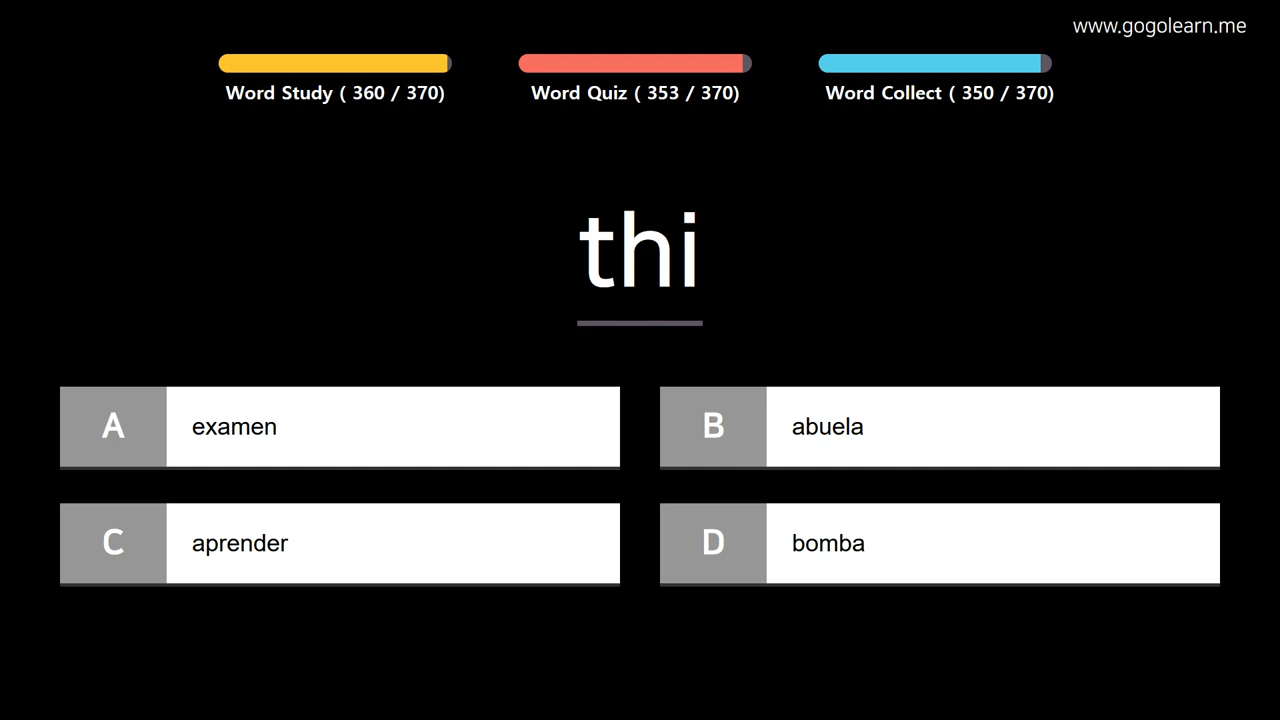 www.gogolearn.me
Word Study ( 360 / 370)
Word Quiz ( 353 / 370)
Word Collect ( 350 / 370)
thi
A examen
B abuela
C aprender
D bomba